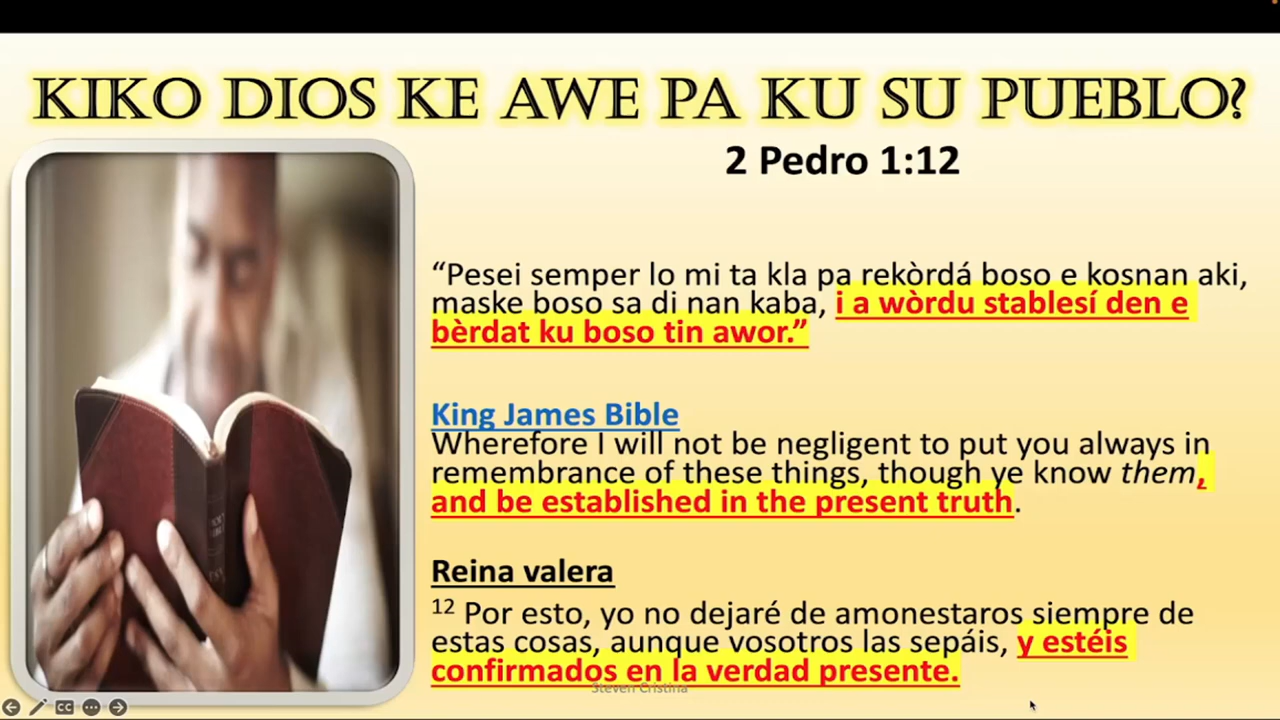 KIKO DIOS KE AWE PA KU SU PUEBLO?
2 Pedro 1:12
“Pesei semper lo mi ta kla pa rekòrdá boso e kosnan aki,
maske boso sa di nan kaba, i a wòrdu stablesí den e
bèrdat ku boso tin awor.”
King James Bible
Wherefore I will not be negligent to put you always in
remembrance of these things, though ye know them,
and be established in the present truth.
Reina valera
12 Por esto, yo no dejaré de amonestaros siempre de
estas cosas, aunque vosotros las sepáis, y estéis
confirmados en la verdad presente.
Steven Cristina
CC